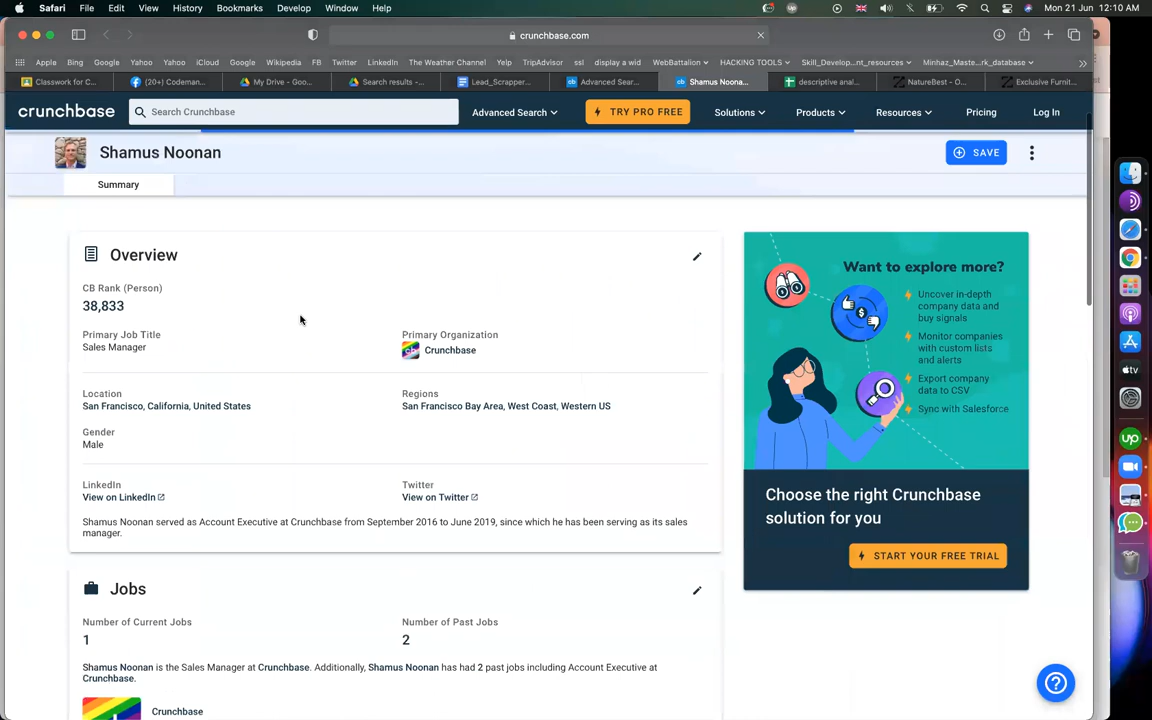 Safari File Edit View History Bookmarks Develop Window Help Mon 21 Jun 12:10 AM
crunchbase.com
Apple Bing Google Yahoo Yahoo iCloud Google Wikipedia FB Twitter LinkedIn The Weather Channel Yelp TripAdvisor ssl display a wid WebBattalion HACKING TOOLS Skill_Develop...nt_resources Minhaz_Maste...rk_database
Classwork for C... (20+) Codeman... My Drive - Goo... Search results -... Lead_Scrapper... Advanced Sear... Shamus Noona... descriptive anal... NatureBest - O... Exclusive Furnit...
crunchbase Search Crunchbase Advanced Search TRY PRO FREE Solutions Products Resources Pricing Log In
Shamus Noonan SAVE
Summary
Overview
CB Rank (Person)
38,833
Primary Job Title Primary Organization
Sales Manager Crunchbase
Location Regions
San Francisco, California, United States San Francisco Bay Area, West Coast, Western US
Gender
Male
LinkedIn Twitter
View on LinkedIn View on Twitter
Shamus Noonan served as Account Executive at Crunchbase from September 2016 to June 2019, since which he has been serving as its sales
manager.
Jobs
Number of Current Jobs Number of Past Jobs
1 2
Shamus Noonan is the Sales Manager at Crunchbase. Additionally, Shamus Noonan has had 2 past jobs including Account Executive at
Crunchbase.
Crunchbase
Want to explore more?
Uncover in-depth
company data and
buy signals
Monitor companies
with custom lists
and alerts
Export company
data to CSV
Sync with Salesforce
Choose the right Crunchbase
solution for you
START YOUR FREE TRIAL
tv
up